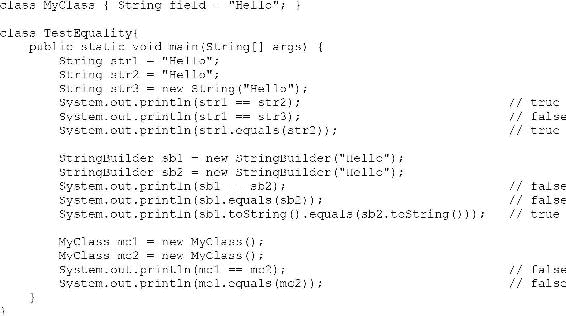 class MyClass { String field = "Hello"; }
class TestEquality{
public static void main(String[] args) {
String str1 = "Hello";
String str2 = "Hello";
String str3 = new String("Hello");
System.out.println(str1 == str2); // true
System.out.println(str1 == str3); // false
System.out.println(str1.equals(str2)); // true
StringBuilder sb1 = new StringBuilder("Hello");
StringBuilder sb2 = new StringBuilder("Hello");
System.out.println(sb1 == sb2); // false
System.out.println(sb1.equals(sb2)); // false
System.out.println(sb1.toString().equals(sb2.toString())); // true
MyClass mc1 = new MyClass();
MyClass mc2 = new MyClass();
System.out.println(mc1 == mc2); // false
System.out.println(mc1.equals(mc2)); // false
}
}